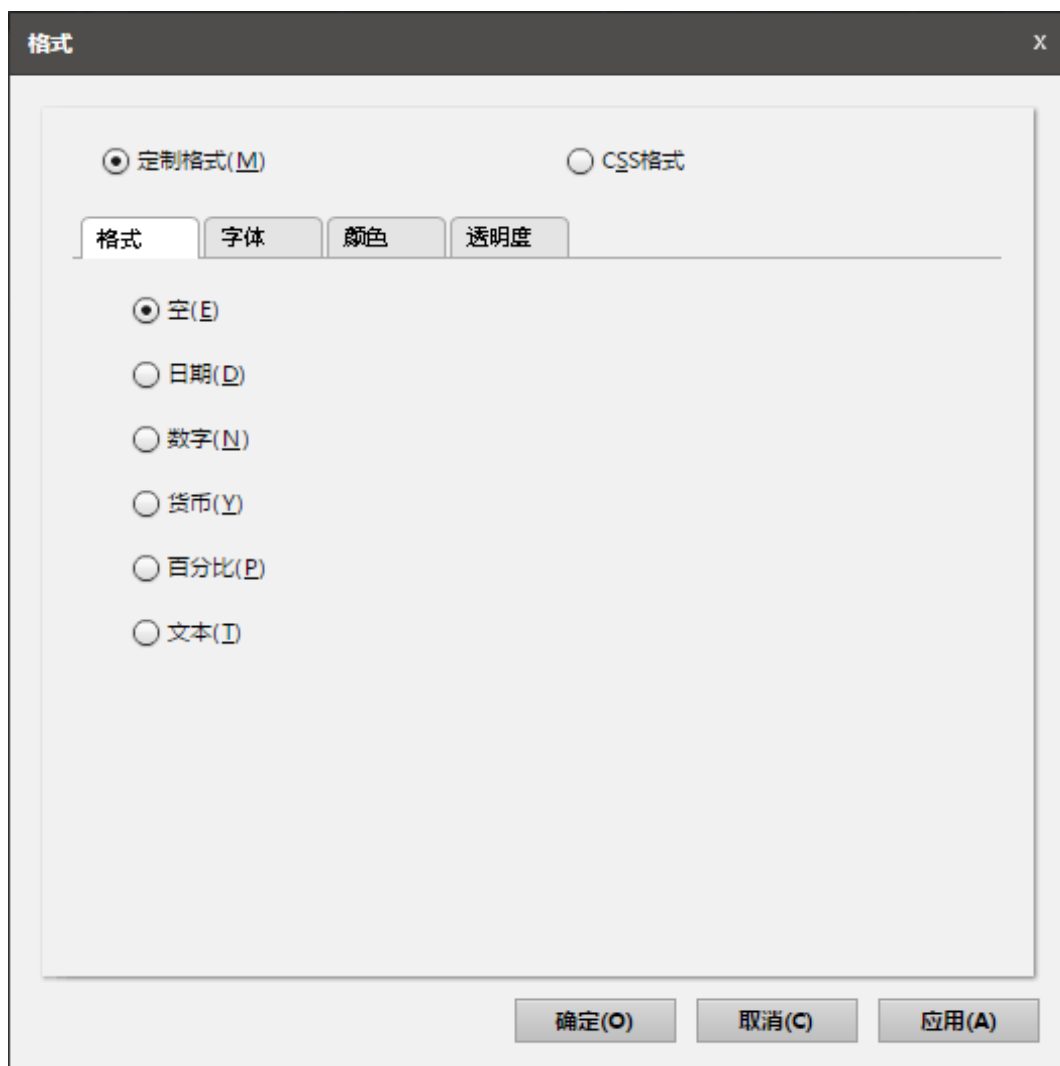 格式 X
定制格式(M) CSS格式
格式 字体 颜色 透明度
空(E)
日期(D)
数字(N)
货币(Y)
百分比(P)
文本(T)
确定(O) 取消(C) 应用(A)